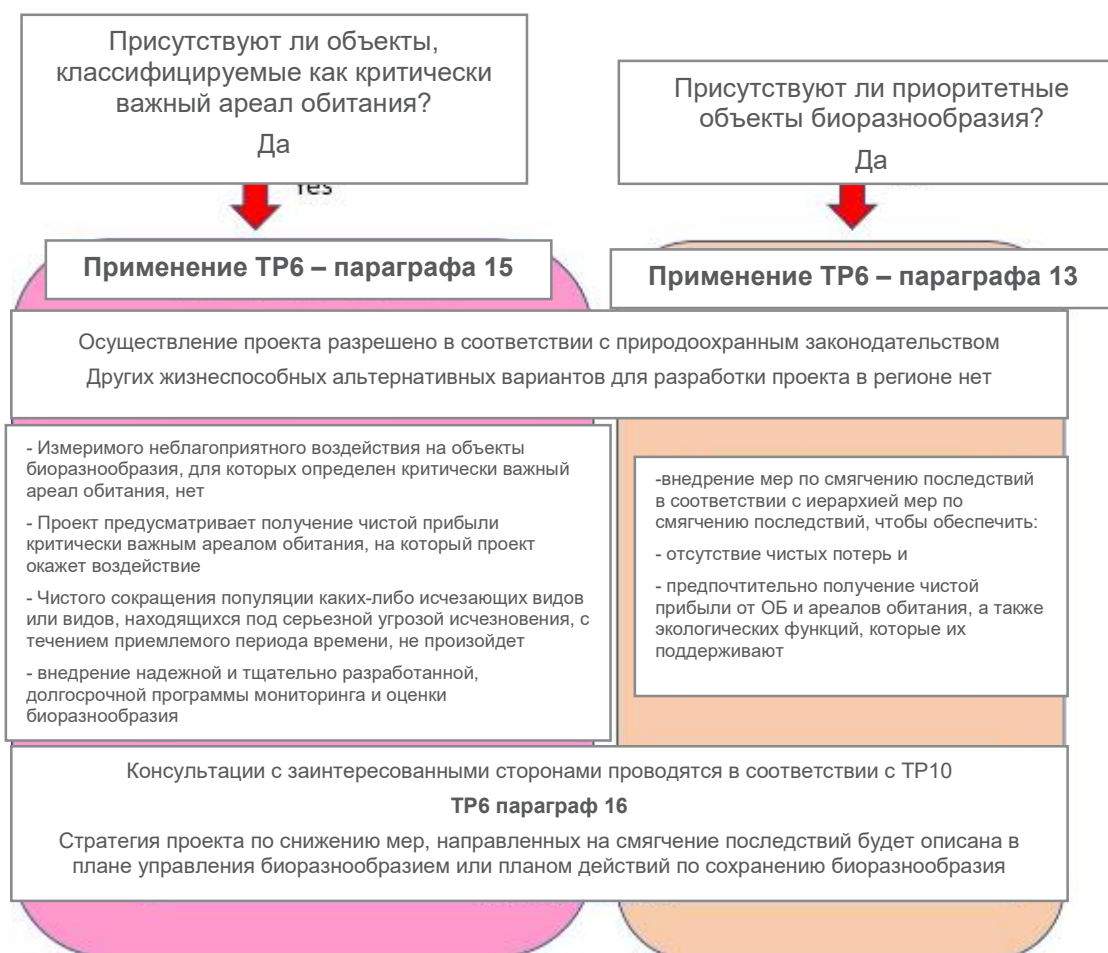 Присутствуют ли объекты,
классифицируемые как критически
важный ареал обитания?
Да
Yes
Присутствуют ли приоритетные
объекты биоразнообразия?
Да
Применение ТР6 – параграфа 15
Применение ТР6 – параграфа 13
Осуществление проекта разрешено в соответствии с природоохранным законодательством
Других жизнеспособных альтернативных вариантов для разработки проекта в регионе нет
- Измеримого неблагоприятного воздействия на объекты
биоразнообразия, для которых определен критически важный
ареал обитания, нет
- Проект предусматривает получение чистой прибыли
критически важным ареалом обитания, на который проект
окажет воздействие
- Чистого сокращения популяции каких-либо исчезающих видов
или видов, находящихся под серьезной угрозой исчезновения, с
течением приемлемого периода времени, не произойдет
- внедрение надежной и тщательно разработанной,
долгосрочной программы мониторинга и оценки
биоразнообразия
-внедрение мер по смягчению последствий
в соответствии с иерархией мер по
смягчению последствий, чтобы обеспечить:
- отсутствие чистых потерь и
- предпочтительно получение чистой
прибыли от ОБ и ареалов обитания, а также
экологических функций, которые их
поддерживают
Консультации с заинтересованными сторонами проводятся в соответствии с ТР10
ТР6 параграф 16
Стратегия проекта по снижению мер, направленных на смягчение последствий будет описана в
плане управления биоразнообразием или планом действий по сохранению биоразнообразия